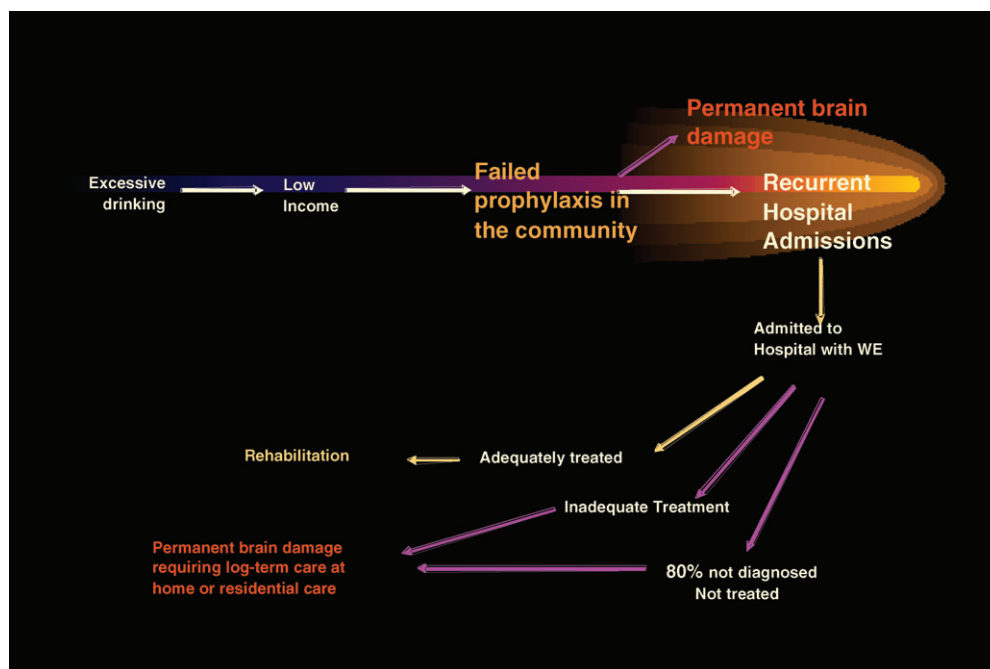 Permanent brain
damage
Excessive
drinking
Low
Income
Failed
prophylaxis in
the community
Recurrent
Hospital
Admissions
Admitted to
Hospital with WE
Rehabilitation
Adequately treated
Inadequate Treatment
Permanent brain damage
requiring log-term care at
home or residential care
80% not diagnosed
Not treated